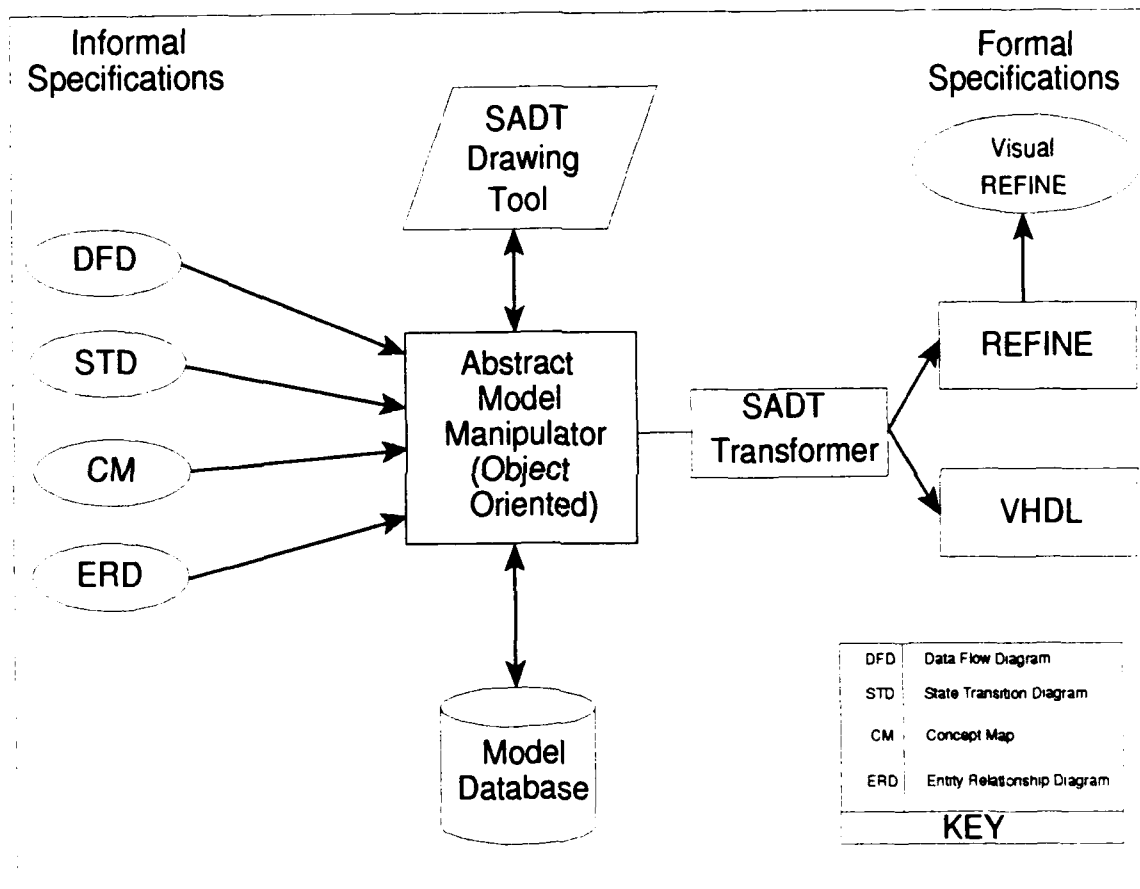 Informal
Specifications
Formal
Specifications
SADT
Drawing
Tool
Visual
REFINE
DFD
STD
CM
ERD
Abstract
Model
Manipulator
(Object
Oriented)
SADT
Transformer
REFINE
VHDL
Model
Database
DFD Data Flow Diagram
STD State Transition Diagram
CM Concept Map
ERD Entity Relationship Diagram
KEY